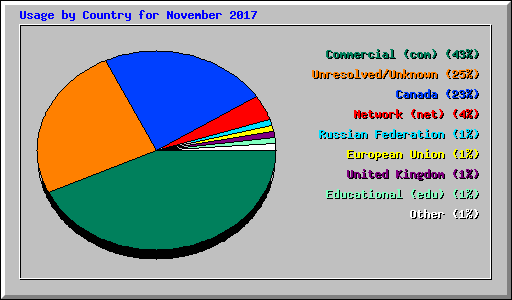 Usage by Country for November 2017
Commercial (com) (43%)
Unresolved/Unknown (25%)
Canada (23%)
Network (net) (4%)
Russian Federation (1%)
European Union (1%)
United Kingdom (1%)
Educational (edu) (1%)
Other (1%)